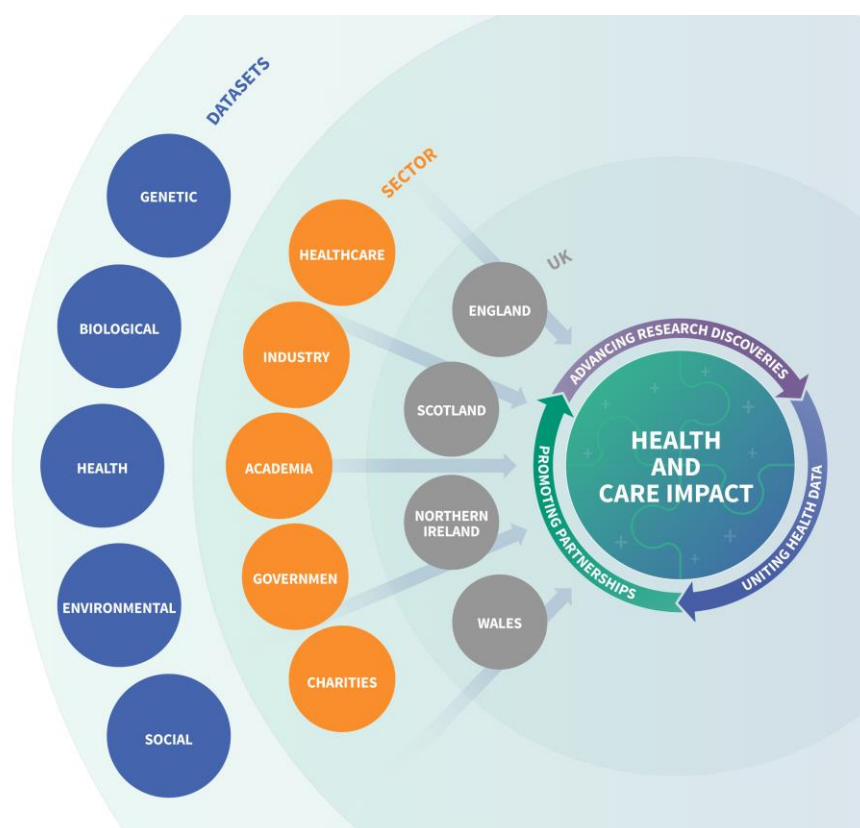 DATASETS
GENETIC
BIOLOGICAL
HEALTH
ENVIRONMENTAL
SOCIAL
SECTOR
HEALTHCARE
INDUSTRY
ACADEMIA
GOVERNMEN
CHARITIES
UK
ENGLAND
SCOTLAND
NORTHERN
IRELAND
WALES
ADVANCING RESEARCH DISCOVERIES
UNITING HEALTH DATA
PROMOTING PARTNERSHIPS
HEALTH
AND
CARE IMPACT